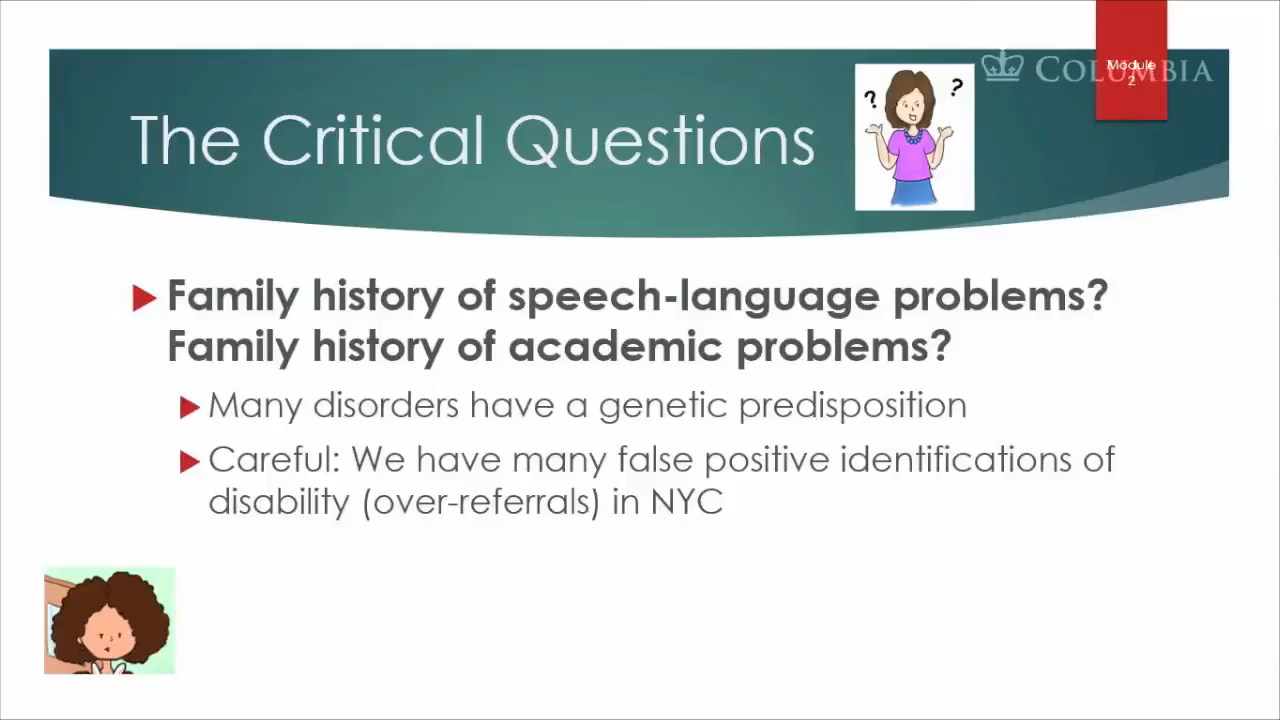 Module
2
COLUMBIA
The Critical Questions
? ?
Family history of speech-language problems?
Family history of academic problems?
Many disorders have a genetic predisposition
Careful: We have many false positive identifications of
disability (over-referrals) in NYC